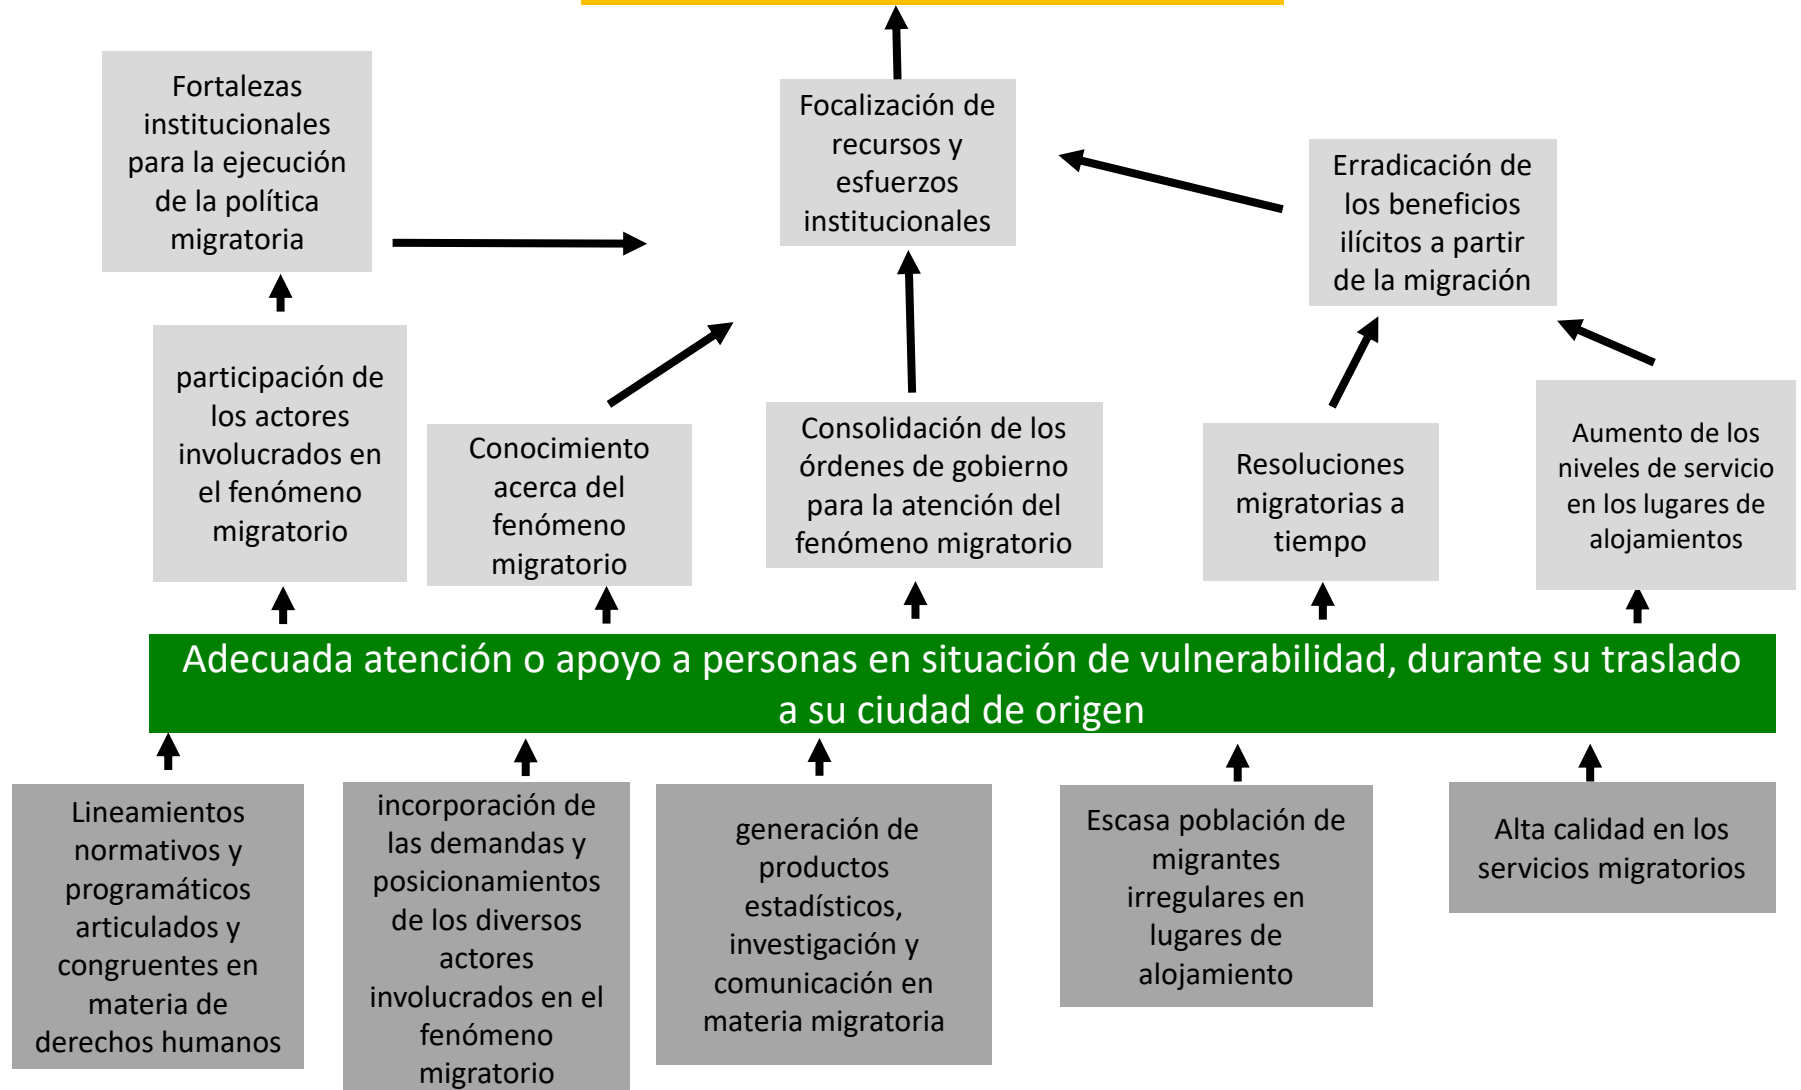 Fortalezas
institucionales
para la ejecución
de la política
migratoria
Focalización de
recursos y
esfuerzos
institucionales
Erradicación de
los beneficios
ilícitos a partir
de la migración
participación de
los actores
involucrados en
el fenómeno
migratorio
Conocimiento
acerca del
fenómeno
migratorio
Consolidación de los
órdenes de gobierno
para la atención del
fenómeno migratorio
Resoluciones
migratorias a
tiempo
Aumento de los
niveles de servicio
en los lugares de
alojamientos
Adecuada atención o apoyo a personas en situación de vulnerabilidad, durante su traslado
a su ciudad de origen
Lineamientos
normativos y
programáticos
articulados y
congruentes en
materia de
derechos humanos
incorporación de
las demandas y
posicionamientos
de los diversos
actores
involucrados en el
fenómeno
migratorio
generación de
productos
estadísticos,
investigación y
comunicación en
materia migratoria
Escasa población de
migrantes
irregulares en
lugares de
alojamiento
Alta calidad en los
servicios migratorios